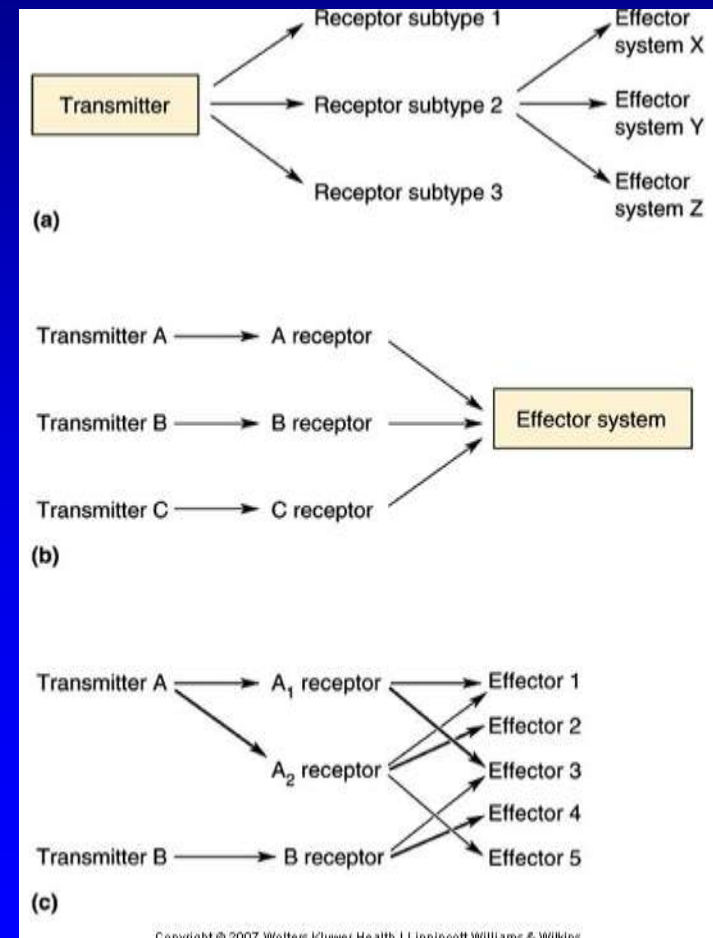 Receptor subtype 1
Effector
system X
Transmitter
Receptor subtype 2
Effector
system Y
Receptor subtype 3
Effector
system Z
(a)
Transmitter A
A receptor
Transmitter B
B receptor
Effector system
Transmitter C
C receptor
(b)
Transmitter A
A₁ receptor
Effector 1
Effector 2
A₂ receptor
Effector 3
Effector 4
Transmitter B
B receptor
Effector 5
(c)
Copyright © 2007 Wolters Kluwer Health | Lippincott Williams & Wilkins